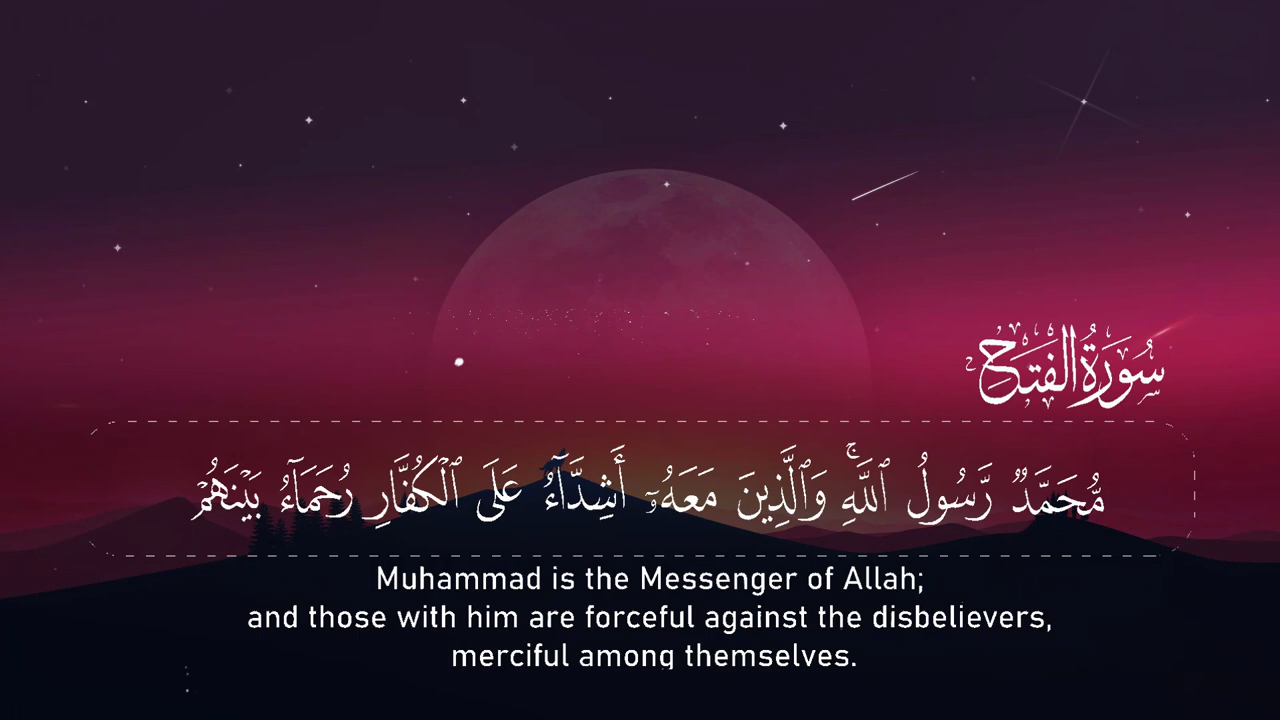 سُورَةُ الفَتْحِ
مُّحَمَّدٌ رَّسُولُ ٱللَّهِۚ وَٱلَّذِينَ مَعَهُۥٓ أَشِدَّآءُ عَلَى ٱلْكُفَّارِ رُحَمَآءُ بَيْنَهُمْ
Muhammad is the Messenger of Allah;
and those with him are forceful against the disbelievers,
merciful among themselves.